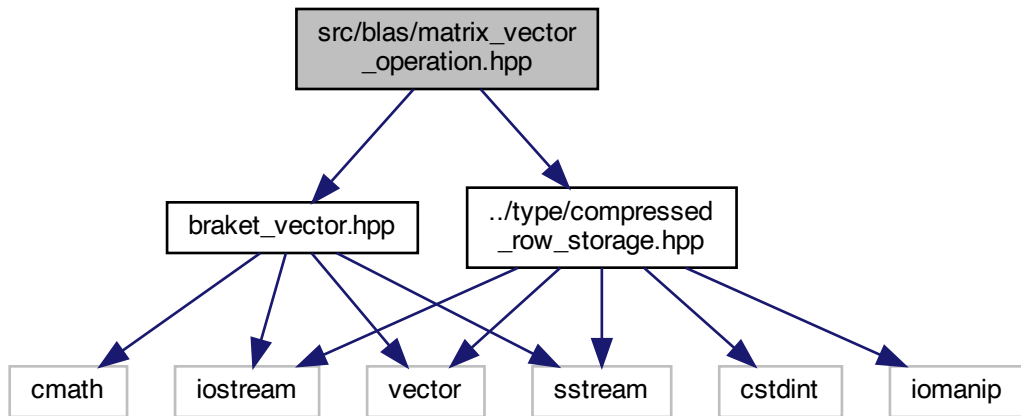 src/blas/matrix_vector
_operation.hpp
braket_vector.hpp
../type/compressed
_row_storage.hpp
cmath
iostream
vector
sstream
cstdint
iomanip